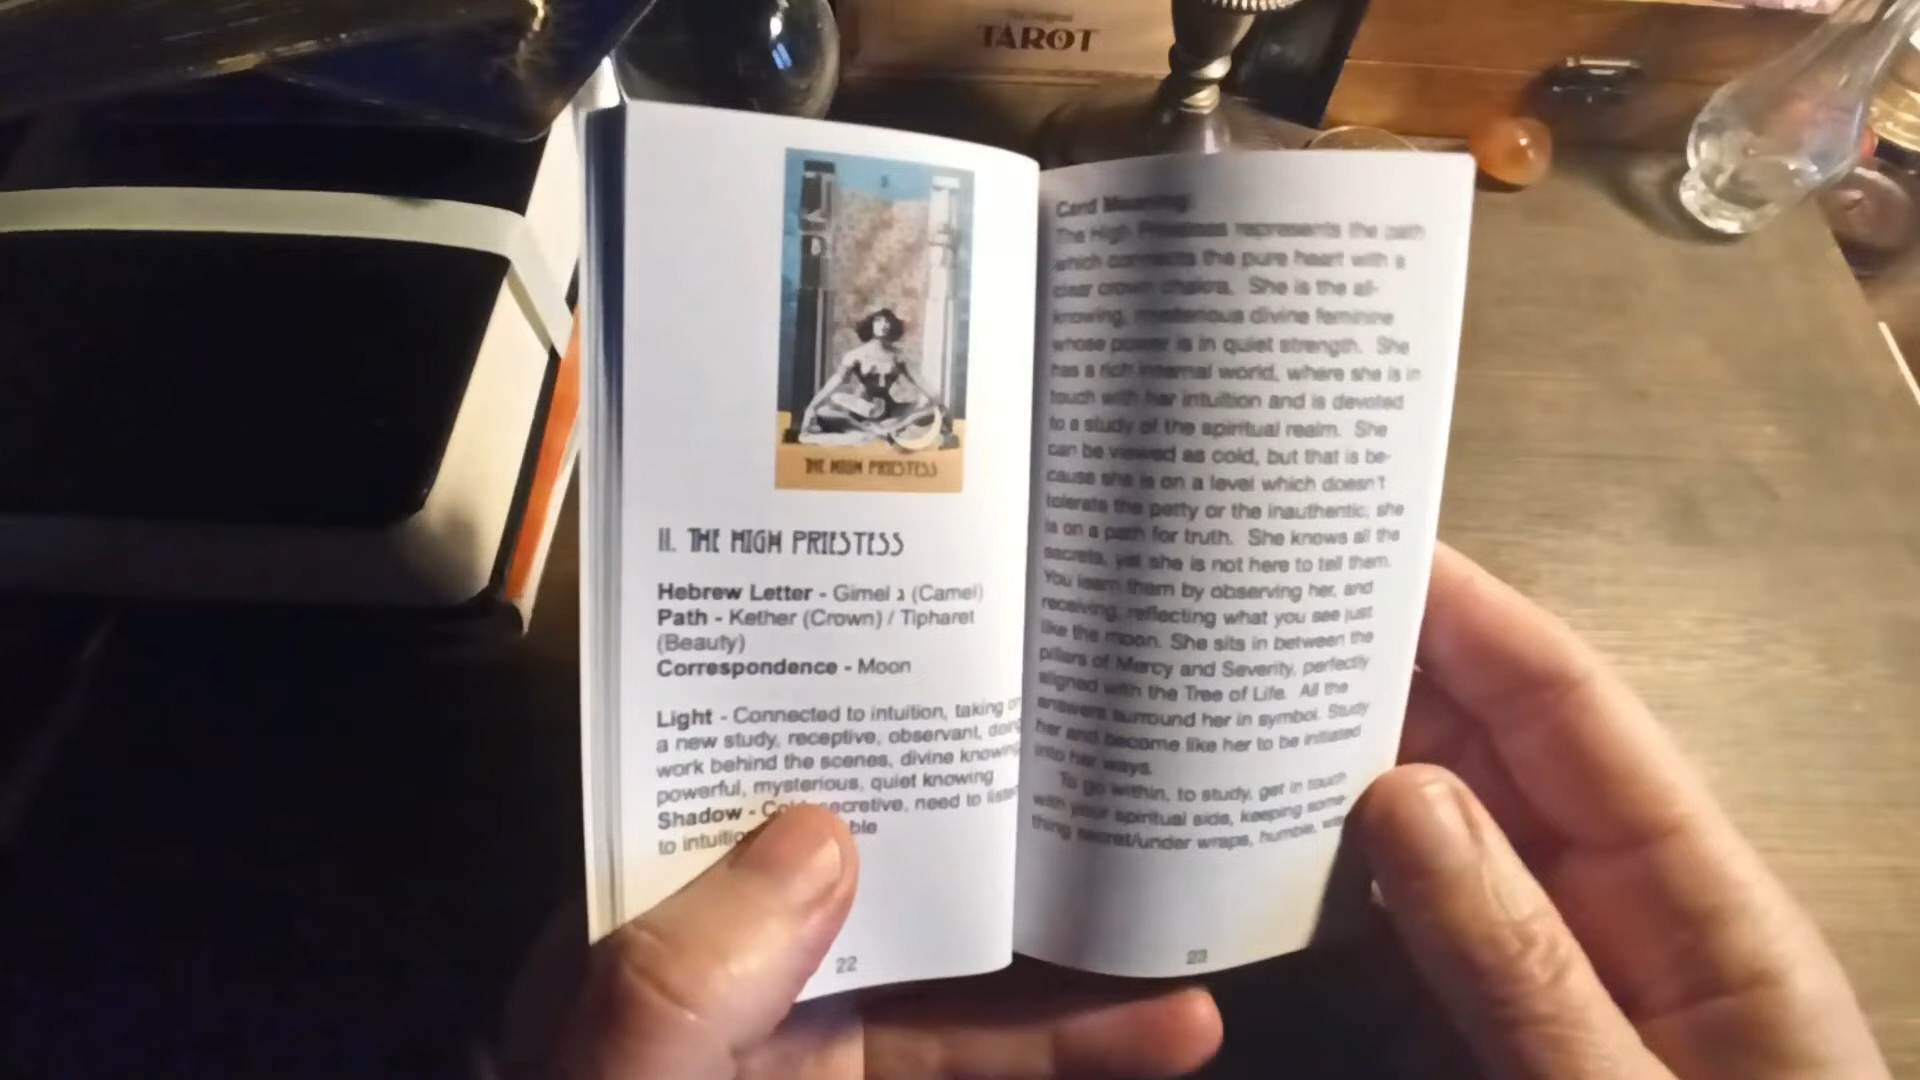 The Original
TAROT
THE HIGH PRIESTESS
II. THE HIGH PRIESTESS
Hebrew Letter - Gimel ג (Camel)
Path - Kether (Crown) / Tipharet
(Beauty)
Correspondence - Moon
Light - Connected to intuition, taking
a new study, receptive, observant,
work behind the scenes, divine knowing
powerful, mysterious, quiet knowing
Shadow - secretive, need to
to
22
Card Meaning:
The High Priestess represents the path
which connects the pure heart with a
clear crown chakra. She is the all-
knowing, mysterious divine feminine
whose power is in quiet strength. She
has a rich internal world, where she is in
touch with her intuition and is devoted
to a study of the spiritual realm. She
can be viewed as cold, but that is be-
cause she is on a level which doesn't
tolerate the petty or the inauthentic; she
is on a path for truth. She knows all the
secrets, yet she is not here to tell them.
You learn them by observing her, and
receiving, reflecting what you see just
like the moon. She sits in between the
pillars of Mercy and Severity, perfectly
aligned with the Tree of Life. All the
answers surround her in symbol. Study
her and become like her to be initiated
into her ways.
To go within, to study, get in touch
with your spiritual side, keeping some-
thing secret/under wraps, humble,
23